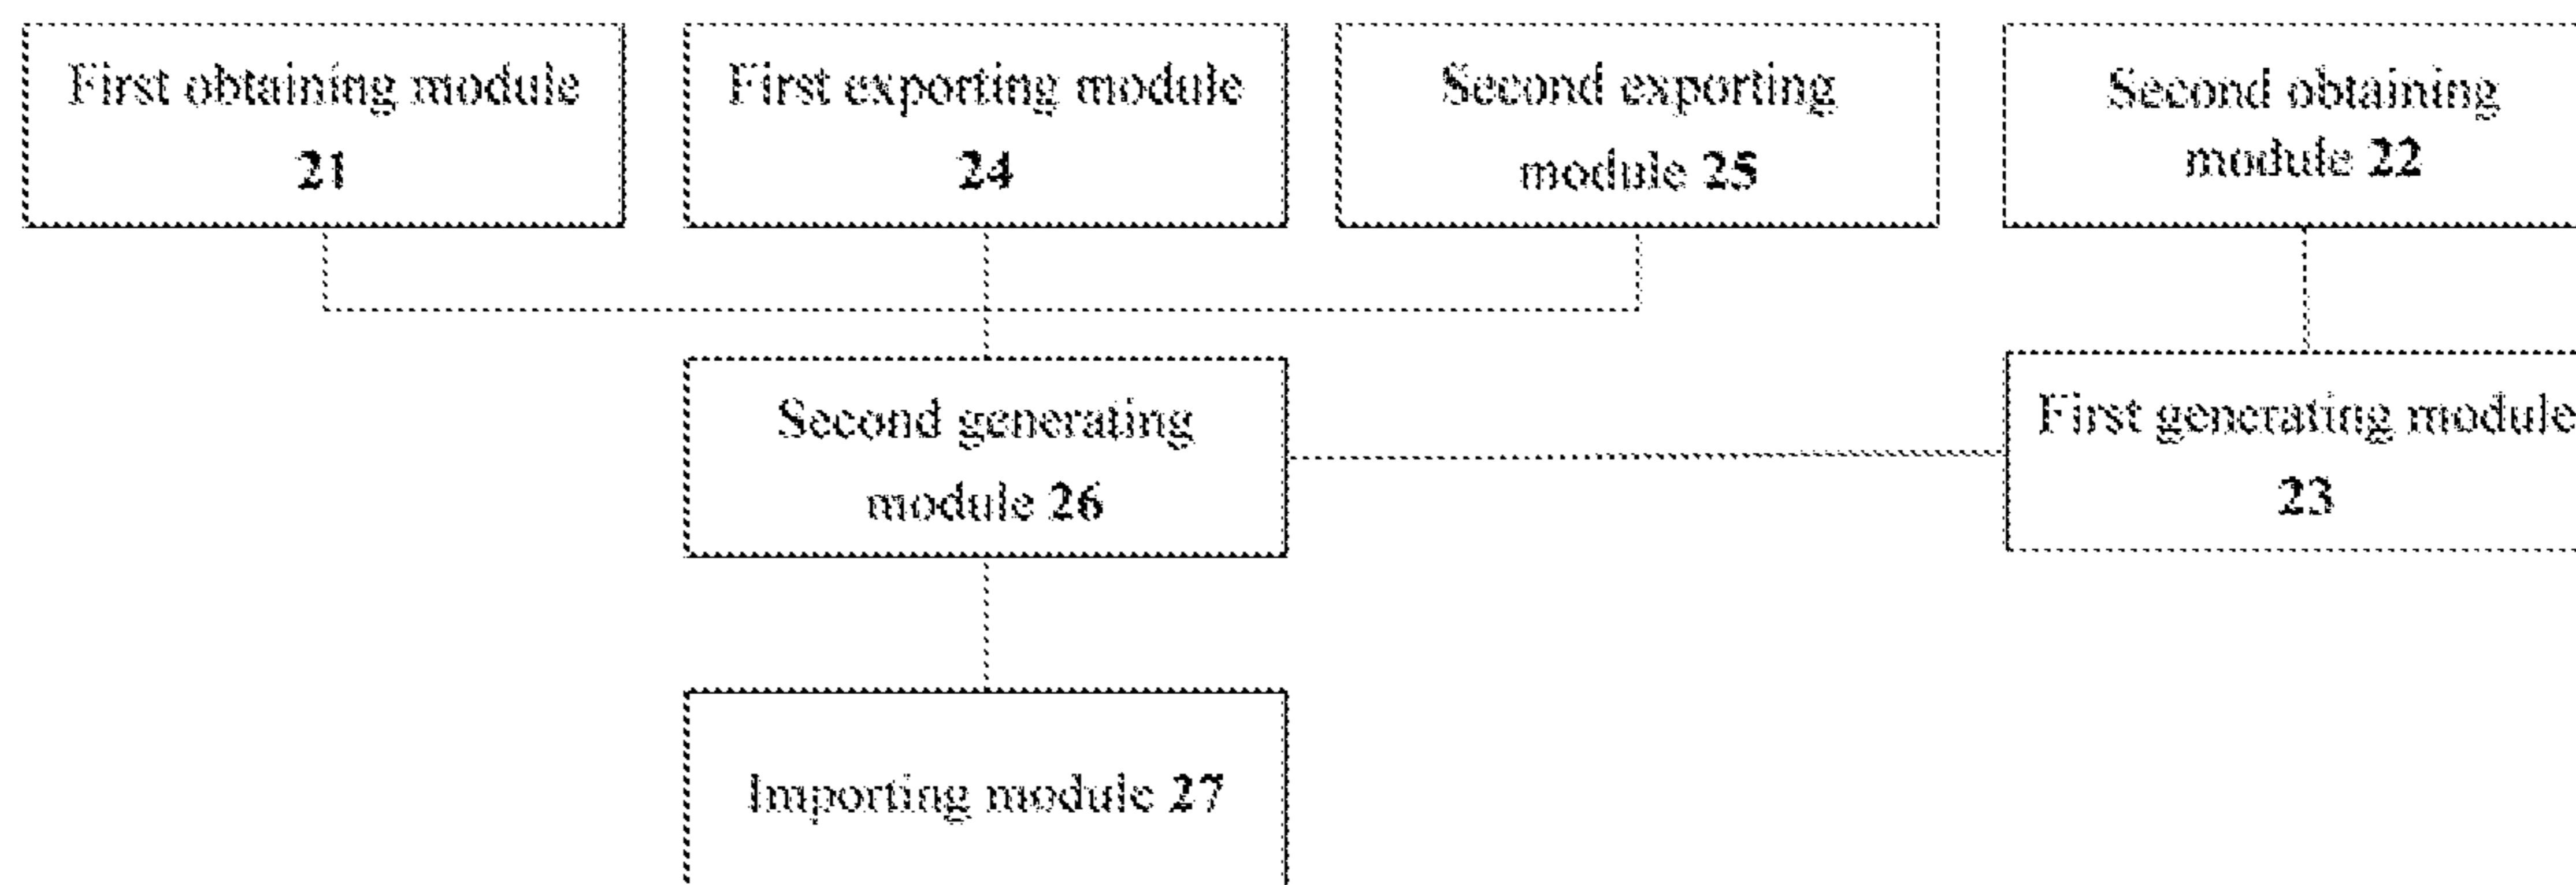 First obtaining module
21
First exporting module
24
Second exporting
module 25
Second obtaining
module 22
Second generating
module 26
First generating module
23
Importing module 27